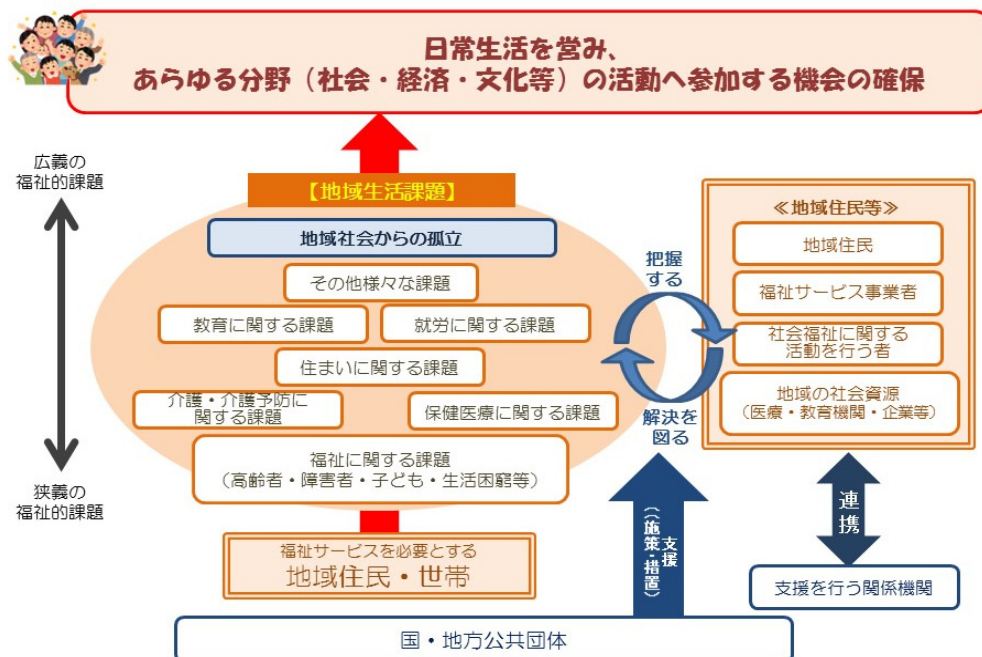 日常生活を営み、
あらゆる分野（社会・経済・文化等）の活動へ参加する機会の確保
広義の
福祉的課題
【地域生活課題】
地域社会からの孤立
その他様々な課題
教育に関する課題
就労に関する課題
住まいに関する課題
介護・介護予防に
関する課題
保健医療に関する課題
福祉に関する課題
（高齢者・障害者・子ども・生活困窮等）
狭義の
福祉的課題
福祉サービスを必要とする
地域住民・世帯
把握
する
解決を
図る
≪地域住民等≫
地域住民
福祉サービス事業者
社会福祉に関する
活動を行う者
地域の社会資源
（医療・教育機関・企業等）
支援
（（施策・措置）
連携
支援を行う関係機関
国・地方公共団体